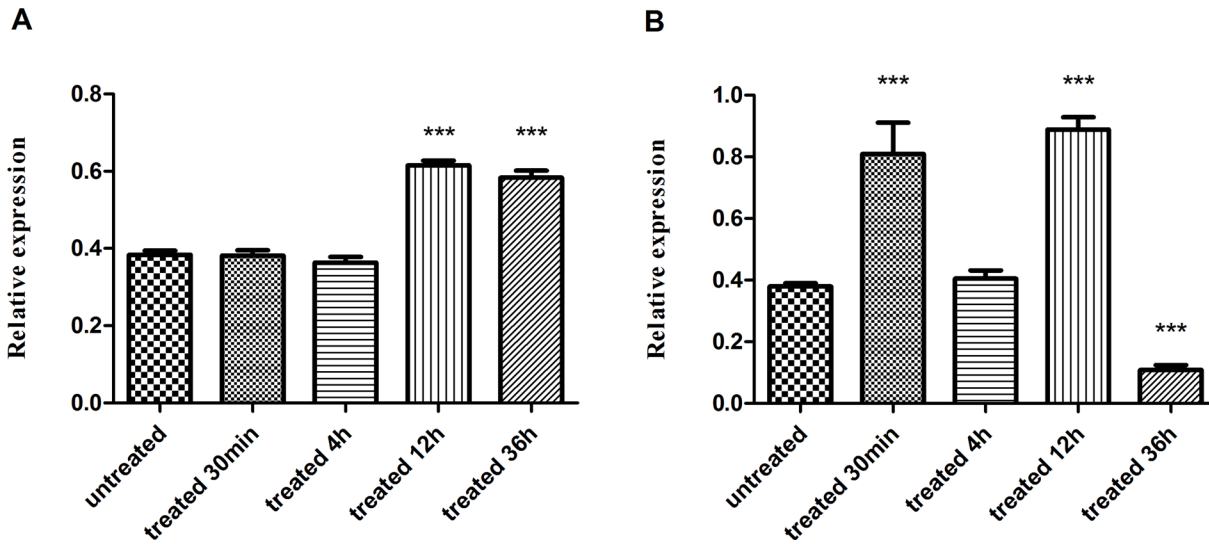 A
Relative expression
0.8
0.6
0.4
0.2
0.0
***
***
untreated
treated 30min
treated 4h
treated 12h
treated 36h
B
Relative expression
1.0
0.8
0.6
0.4
0.2
0.0
***
***
***
untreated
treated 30min
treated 4h
treated 12h
treated 36h